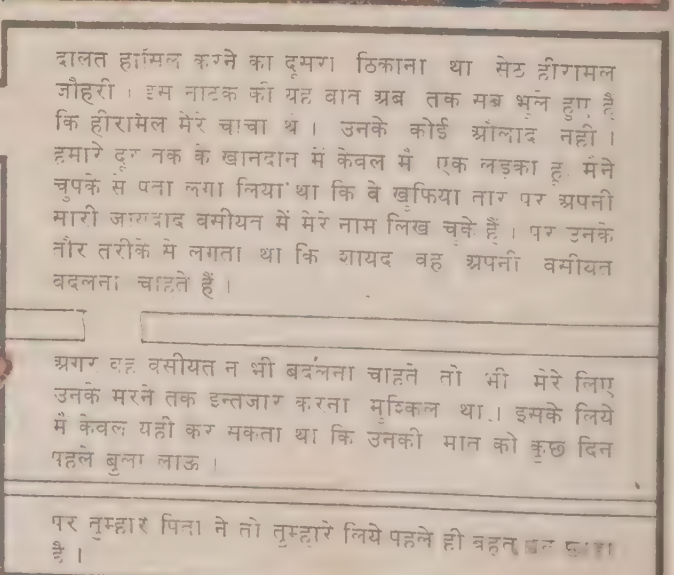 दौलत हासिल करने का दूसरा ठिकाना था सेठ हीरामल
जौहरी । इस नाटक की यह बात अब तक सब भूले हुए हैं
कि हीरामल मेरे चाचा थे । उनके कोई औलाद नही ।
हमारे दूर तक के खानदान में केवल मै एक लड़का हू मैंने
चुपके से पता लगा लिया था कि वे खुफिया तौर पर अपनी
सारी जायदाद वसीयत में मेरे नाम लिख चुके हैं । पर उनके
तौर तरीके से लगता था कि शायद वह अपनी वसीयत
बदलना चाहते हैं ।
अगर वह वसीयत न भी बदलना चाहते तो भी मेरे लिए
उनके मरने तक इन्तजार करना मुश्किल था । इसके लिये
मै केवल यही कर सकता था कि उनकी मौत को कुछ दिन
पहले बुला लाऊ ।
पर तुम्हारे पिता ने तो तुम्हारे लिये पहले ही बहुत
है ।